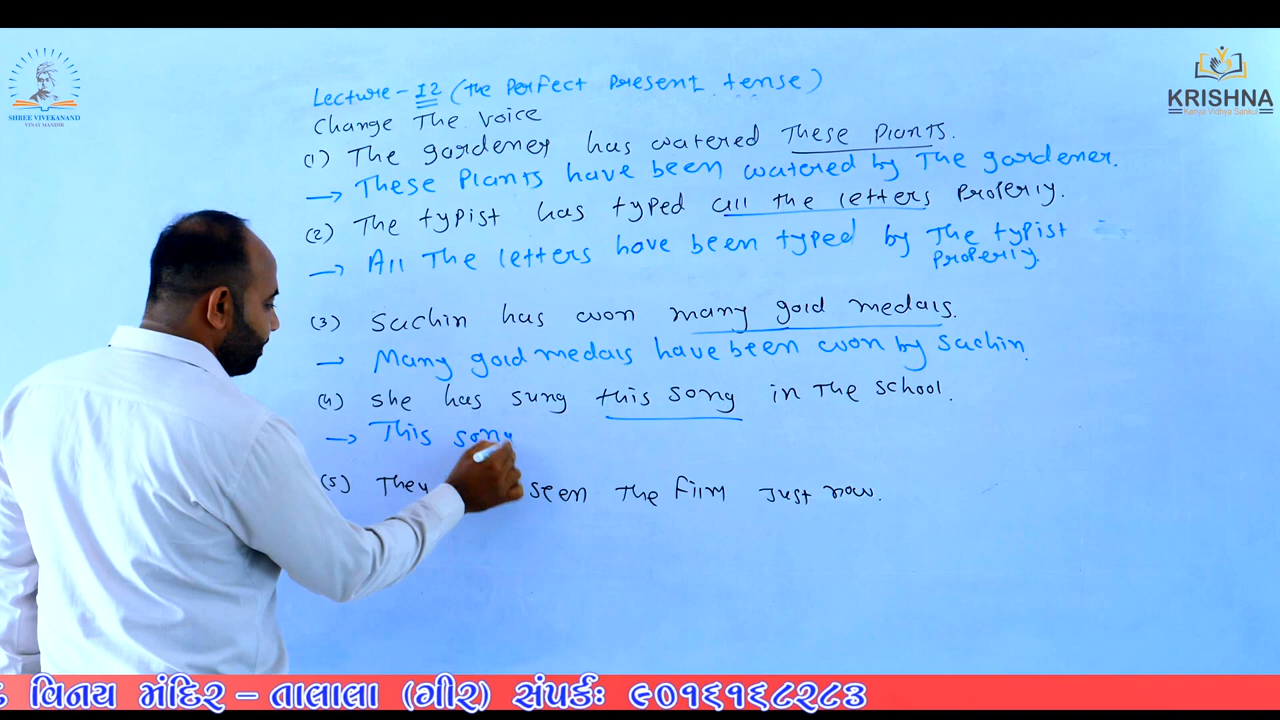 SHREE VIVEKANAND
VINAY MANDIR
KRISHNA
Kanya Vidhya Sankul
Lecture - 12 (The Perfect Present tense)
Change The Voice
(1) The gardener has watered These Plants.
→ These Plants have been watered by The gardener.
(2) The typist has typed all the letters Properly.
→ All The letters have been typed by The typist
Properly.
(3) Sachin has won many gold medals.
→ Many gold medals have been won by Sachin.
(4) She has sung this song in The school.
→ This song
(5) They seen The film Just now.
વિનય મંદિર – તાલાલા (ગીર) સંપર્કઃ ૯૦૧૬૧૬૮૨૮૩